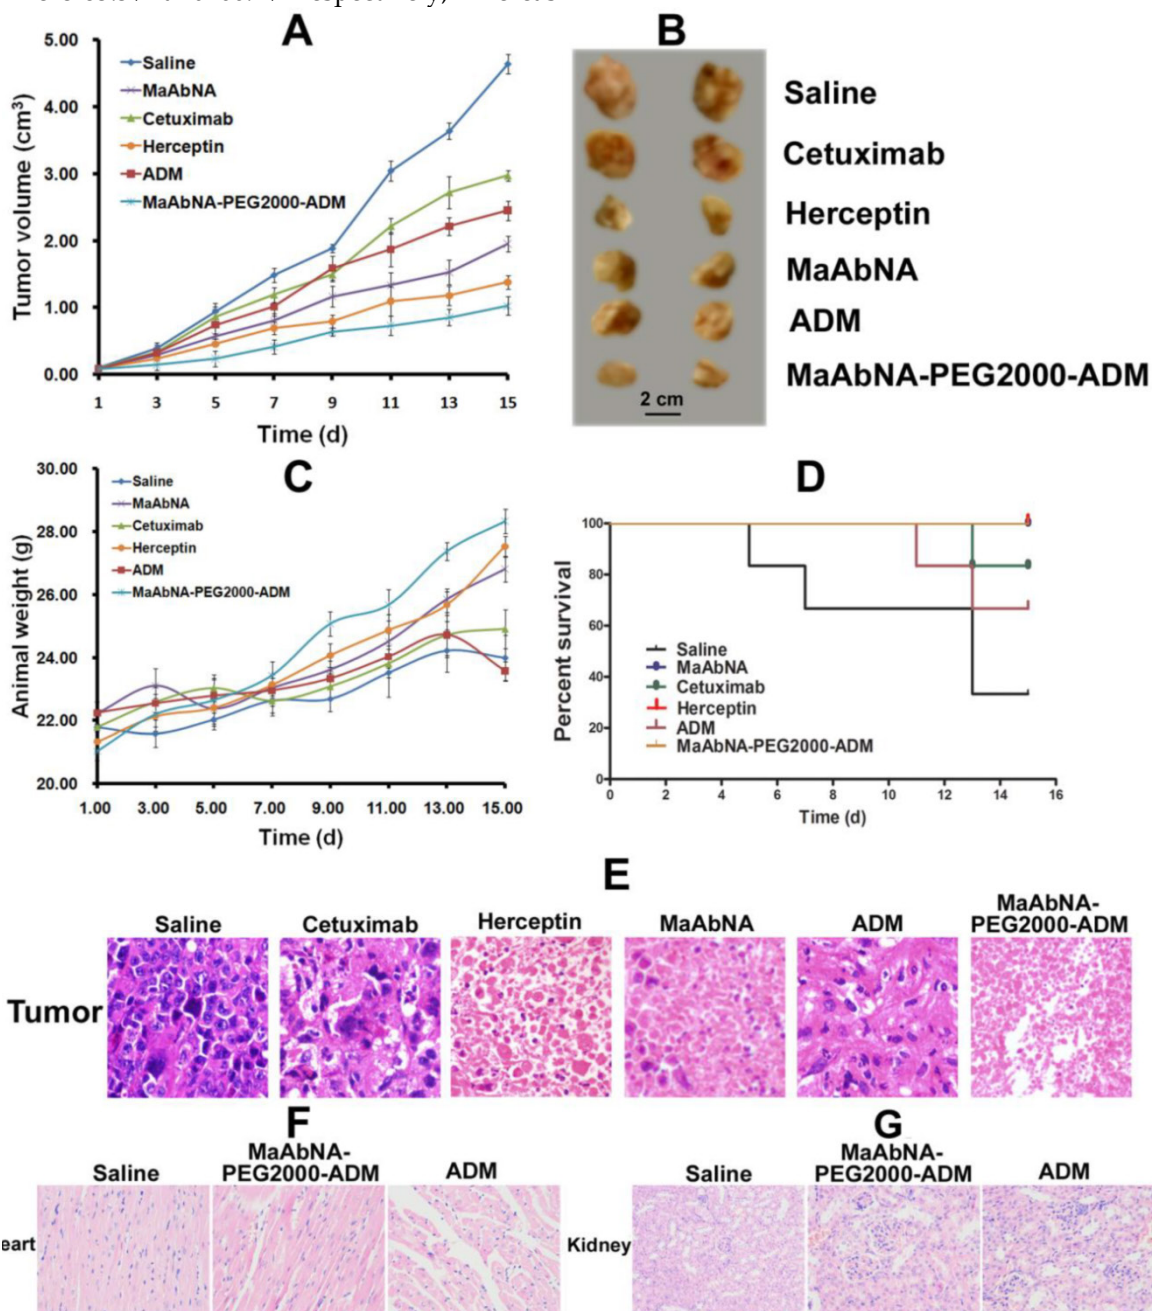 A
5.00
4.00
3.00
2.00
1.00
0.00
Tumor volume (cm³)
Saline
MaAbNA
Cetuximab
Herceptin
ADM
MaAbNA-PEG2000-ADM
1 3 5 7 9 11 13 15
Time (d)
B
Saline
Cetuximab
Herceptin
MaAbNA
ADM
MaAbNA-PEG2000-ADM
2 cm
C
30.00
28.00
26.00
24.00
22.00
20.00
Animal weight (g)
Saline
MaAbNA
Cetuximab
Herceptin
ADM
MaAbNA-PEG2000-ADM
1.00 3.00 5.00 7.00 9.00 11.00 13.00 15.00
Time (d)
D
100
80
60
40
20
0
Percent survival
Saline
MaAbNA
Cetuximab
Herceptin
ADM
MaAbNA-PEG2000-ADM
0 2 4 6 8 10 12 14 16
Time (d)
E
Saline Cetuximab Herceptin MaAbNA ADM MaAbNA-
PEG2000-ADM
Tumor
F
Saline MaAbNA-
PEG2000-ADM ADM
eart
G
Saline MaAbNA-
PEG2000-ADM ADM
Kidney